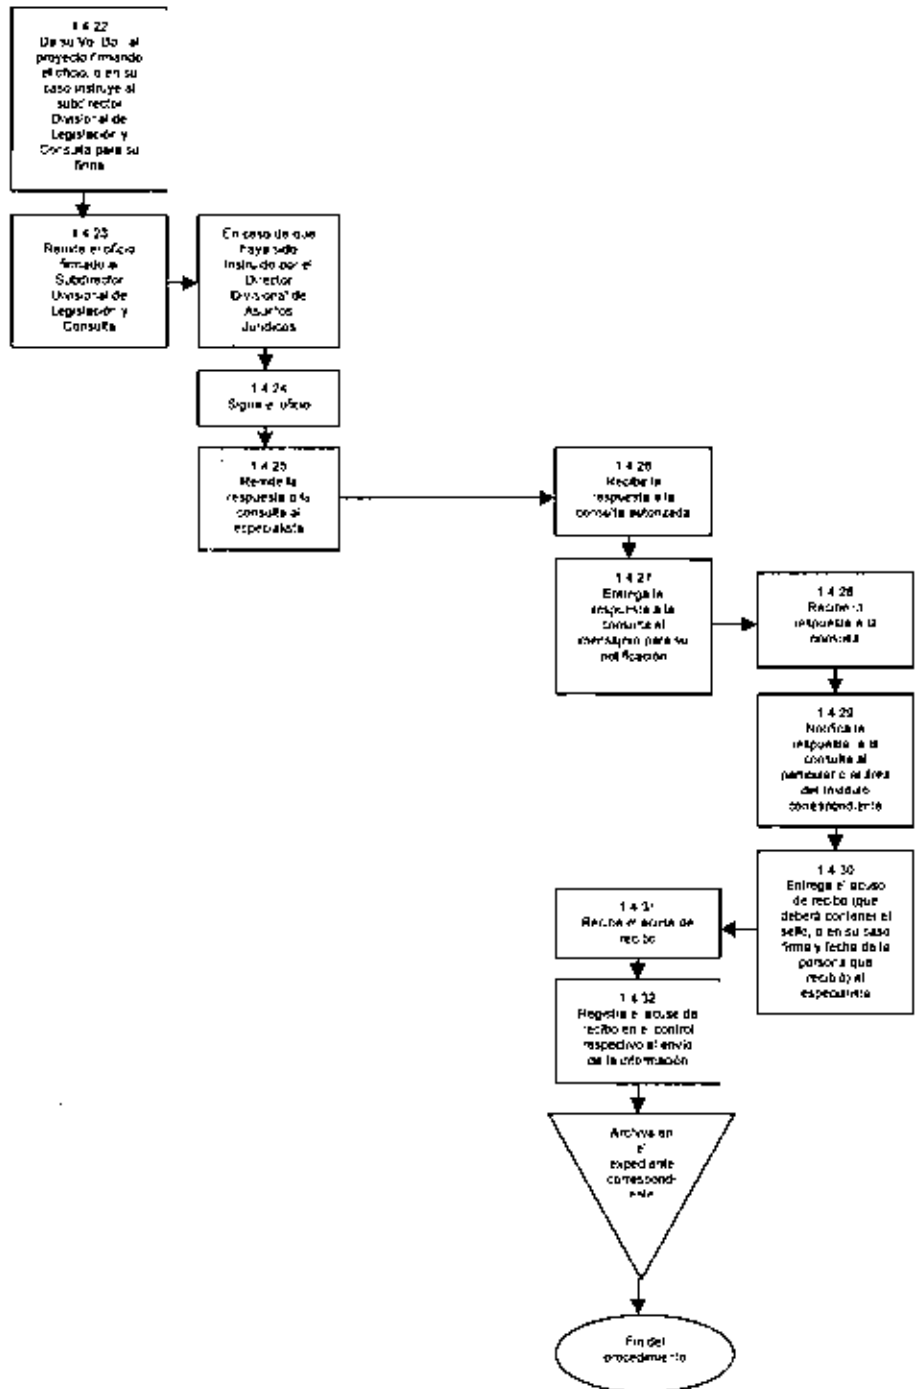 1.4.22
Da su Vo. Bo. al
proyecto firmando
el oficio, o en su
caso instruye al
subdirector
Divisional de
Legislación y
Consulta para su
firma
1.4.23
Remite el oficio
firmado al
Subdirector
Divisional de
Legislación y
Consulta
En caso de que
haya sido
instruido por el
Director
Divisional de
Asuntos
Jurídicos
1.4.24
Signa el oficio
1.4.25
Remite la
respuesta a la
consulta al
especialista
1.4.26
Recibe la
respuesta a la
consulta autorizada
1.4.27
Entrega la
respuesta a la
consulta al
mensajero para su
notificación
1.4.28
Recibe la
respuesta a la
consulta
1.4.29
Notifica la
respuesta a la
consulta al
particular o al área
del Instituto
correspondiente
1.4.30
Entrega el acuse
de recibo (que
deberá contener el
sello, o en su caso
firma y fecha de la
persona que
recibió) al
especialista
1.4.31
Recibe el acuse de
recibo
1.4.32
Registra el acuse de
recibo en el control
respectivo al envío
de la información
Archiva en
el
expediente
correspond-
iente
Fin del
procedimiento